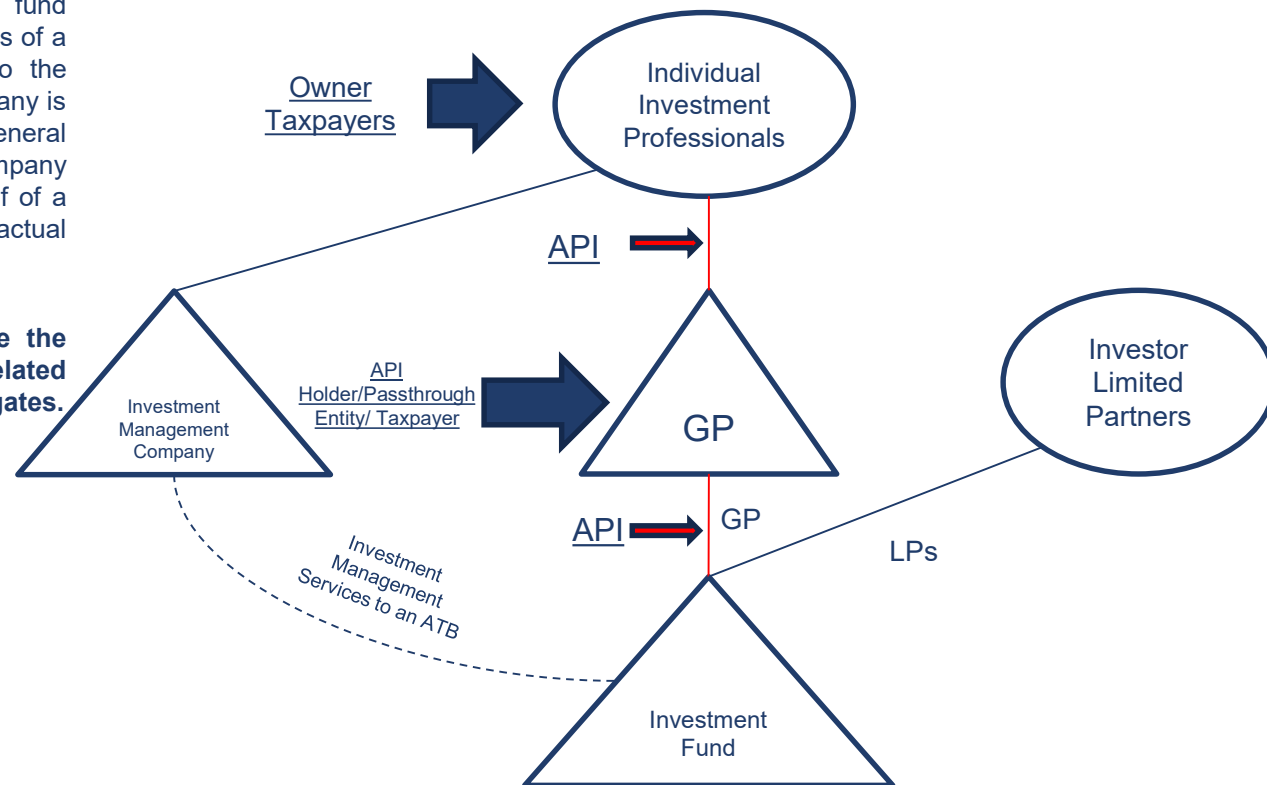 fund
s of a
o the
any is
eneral
mpany
f of a
actual
e the
elated
gates.
Owner
Taxpayers
Individual
Investment
Professionals
API
Investment
Management
Company
API
Holder/Passthrough
Entity/ Taxpayer
GP
Investor
Limited
Partners
API
GP
LPs
Investment
Management
Services to an ATB
Investment
Fund